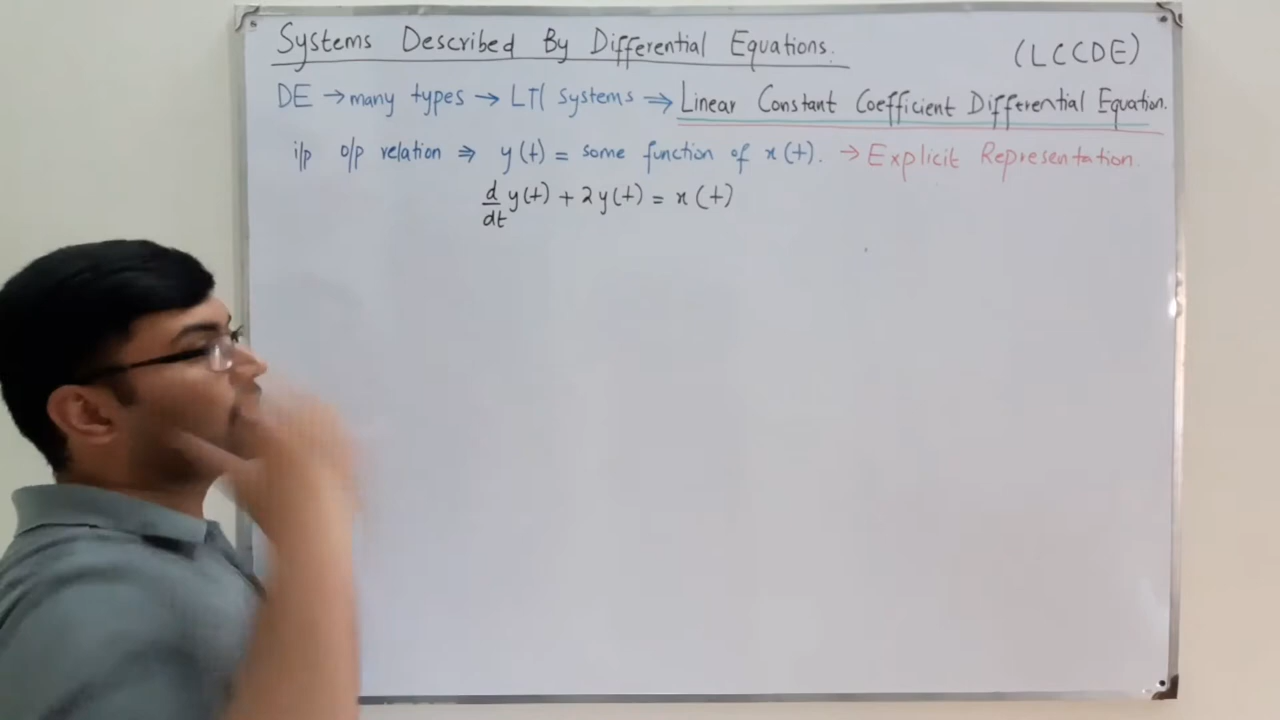 Systems Described By Differential Equations. (LCCDE)
DE → many types → LTI systems ⇒ Linear Constant Coefficient Differential Equation.
i/p o/p relation ⇒ y(t) = some function of x(t). → Explicit Representation.
d/dt y(t) + 2y(t) = x(t)